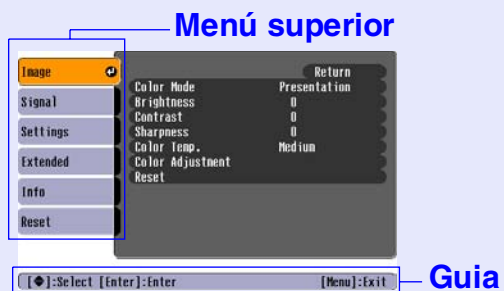 Menú superior
Image
Signal
Settings
Extended
Info
Reset
Return
Color Mode Presentation
Brightness 0
Contrast 0
Sharpness 0
Color Temp. Medium
Color Adjustment
Reset
[◆]:Select [Enter]:Enter [Menu]:Exit
Guia